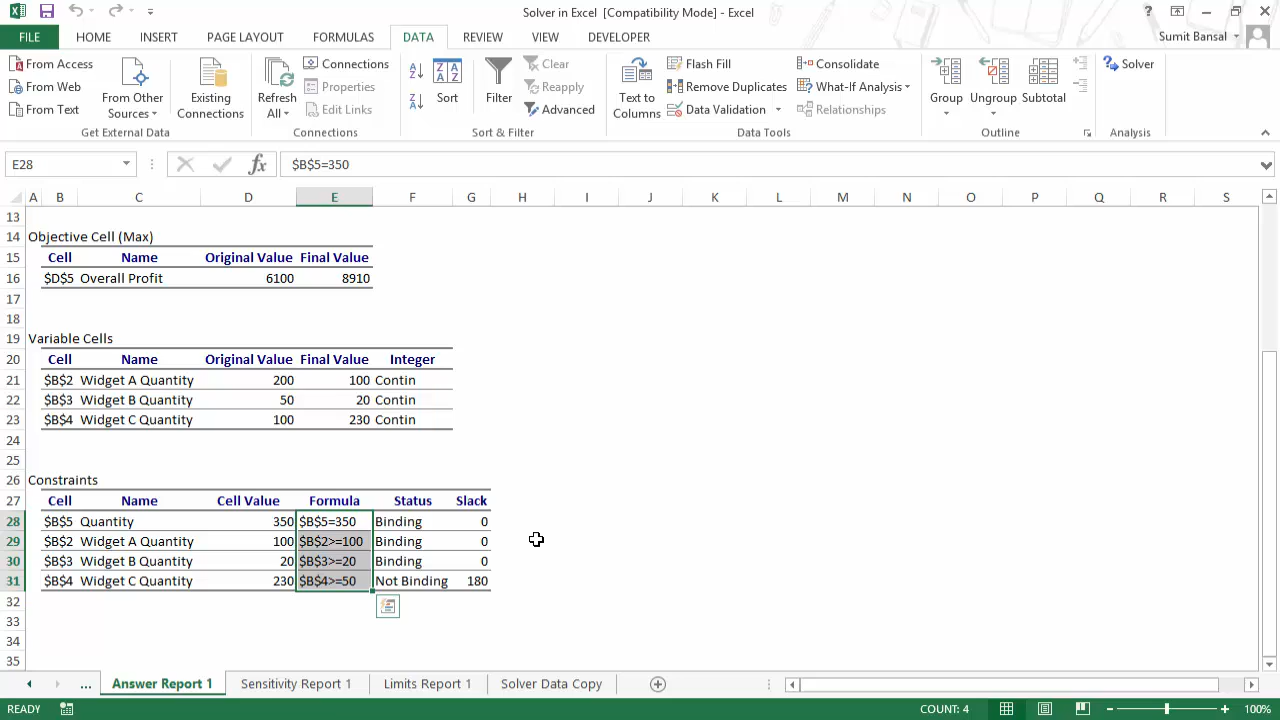 Solver in Excel [Compatibility Mode] - Excel
?
FILE HOME INSERT PAGE LAYOUT FORMULAS DATA REVIEW VIEW DEVELOPER Sumit Bansal
From Access
From Web
From Text
From Other Sources
Get External Data
Existing Connections
Refresh All
Connections
Properties
Edit Links
Connections
A Z
Z A
Sort
Filter
Clear
Reapply
Advanced
Sort & Filter
Text to Columns
Flash Fill
Remove Duplicates
Data Validation
Consolidate
What-If Analysis
Relationships
Data Tools
Group
Ungroup
Subtotal
Outline
Solver
Analysis
E28 fx $B$5=350
A B C D E F G H I J K L M N O P Q R S
13
14 Objective Cell (Max)
15 Cell Name Original Value Final Value
16 $D$5 Overall Profit 6100 8910
17
18
19 Variable Cells
20 Cell Name Original Value Final Value Integer
21 $B$2 Widget A Quantity 200 100 Contin
22 $B$3 Widget B Quantity 50 20 Contin
23 $B$4 Widget C Quantity 100 230 Contin
24
25
26 Constraints
27 Cell Name Cell Value Formula Status Slack
28 $B$5 Quantity 350 $B$5=350 Binding 0
29 $B$2 Widget A Quantity 100 $B$2>=100 Binding 0
30 $B$3 Widget B Quantity 20 $B$3>=20 Binding 0
31 $B$4 Widget C Quantity 230 $B$4>=50 Not Binding 180
32
33
34
35
... Answer Report 1 Sensitivity Report 1 Limits Report 1 Solver Data Copy
READY COUNT: 4 100%